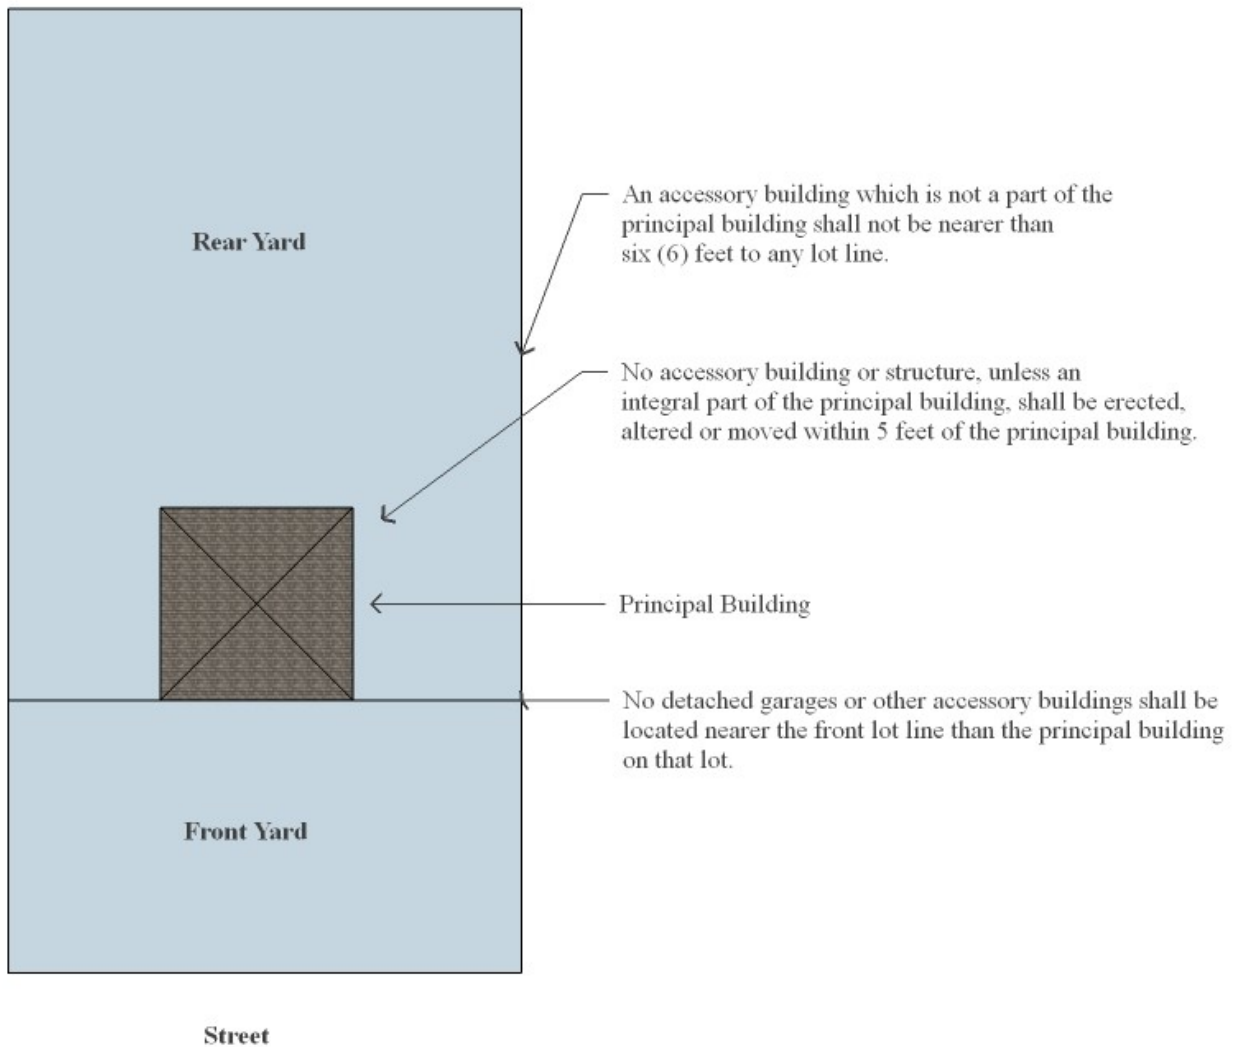 Rear Yard
An accessory building which is not a part of the
principal building shall not be nearer than
six (6) feet to any lot line.
No accessory building or structure, unless an
integral part of the principal building, shall be erected,
altered or moved within 5 feet of the principal building.
Principal Building
No detached garages or other accessory buildings shall be
located nearer the front lot line than the principal building
on that lot.
Front Yard
Street